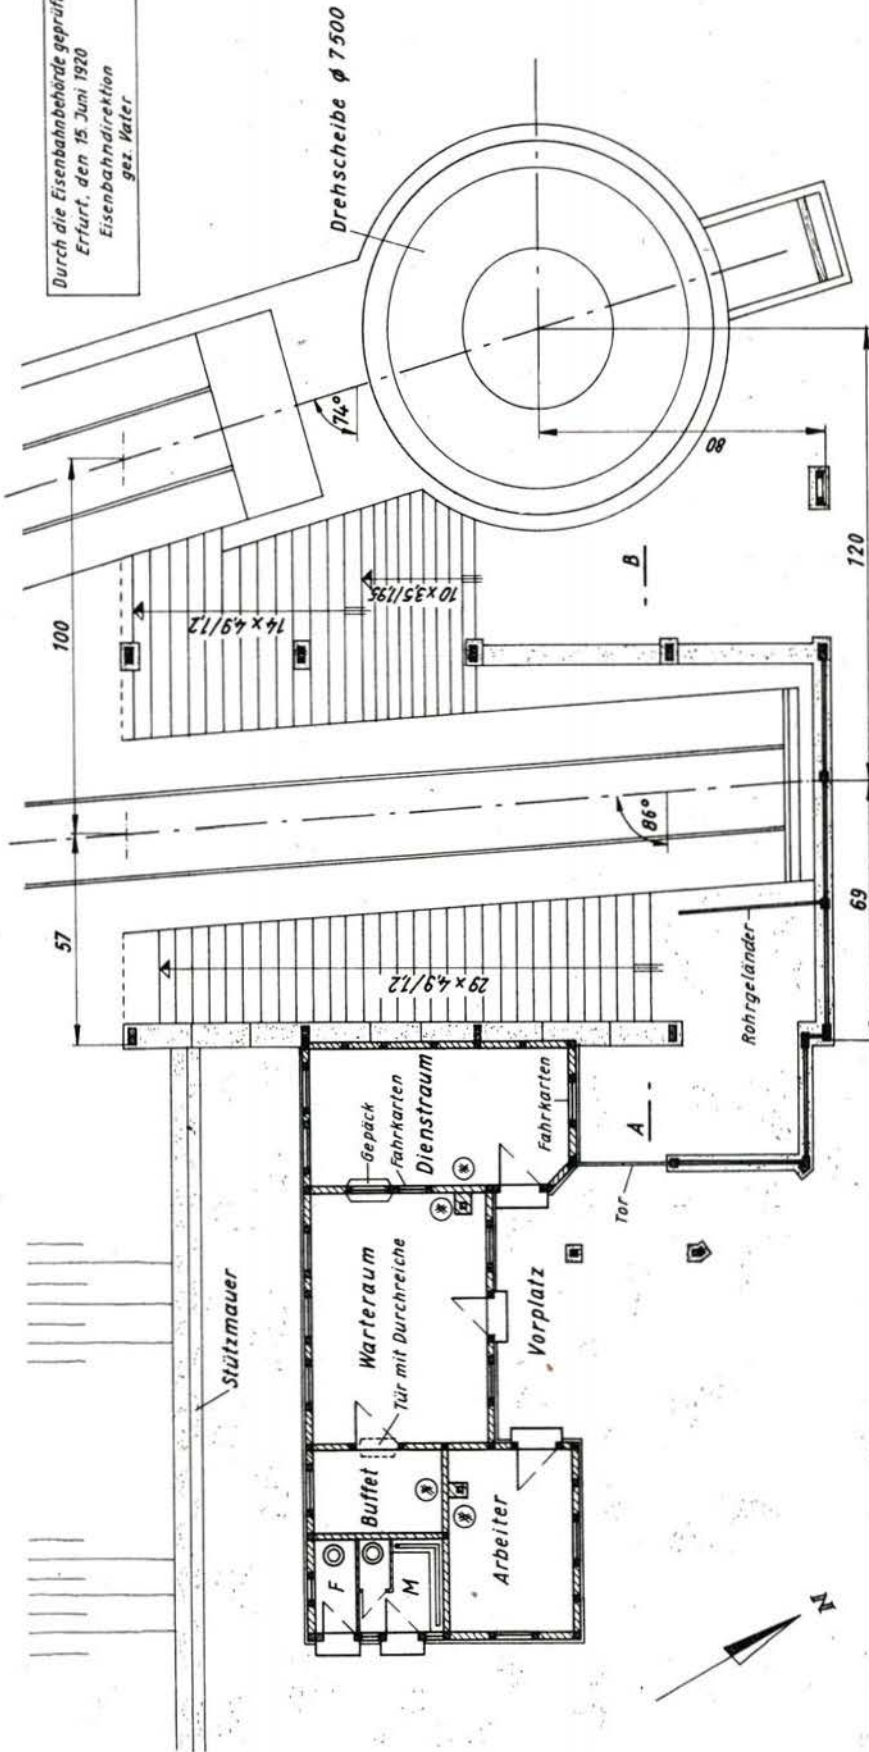 Durch die Eisenbahnbehörde geprüft
Erfurt, den 15. Juni 1920
Eisenbahndirektion
gez. Vater
Drehscheibe ϕ 7500
100
57
74°
80
120
69
86°
14 x 4,9/1,2
10 x 3,5/1,95
29 x 4,9/1,2
B
A
Rohrgeländer
Tor
Gepäck
Fahrkarten
Dienstraum
Fahrkarten
Stützmauer
Warteraum
Tür mit Durchreiche
Vorplatz
Buffet
Arbeiter
F
M
N